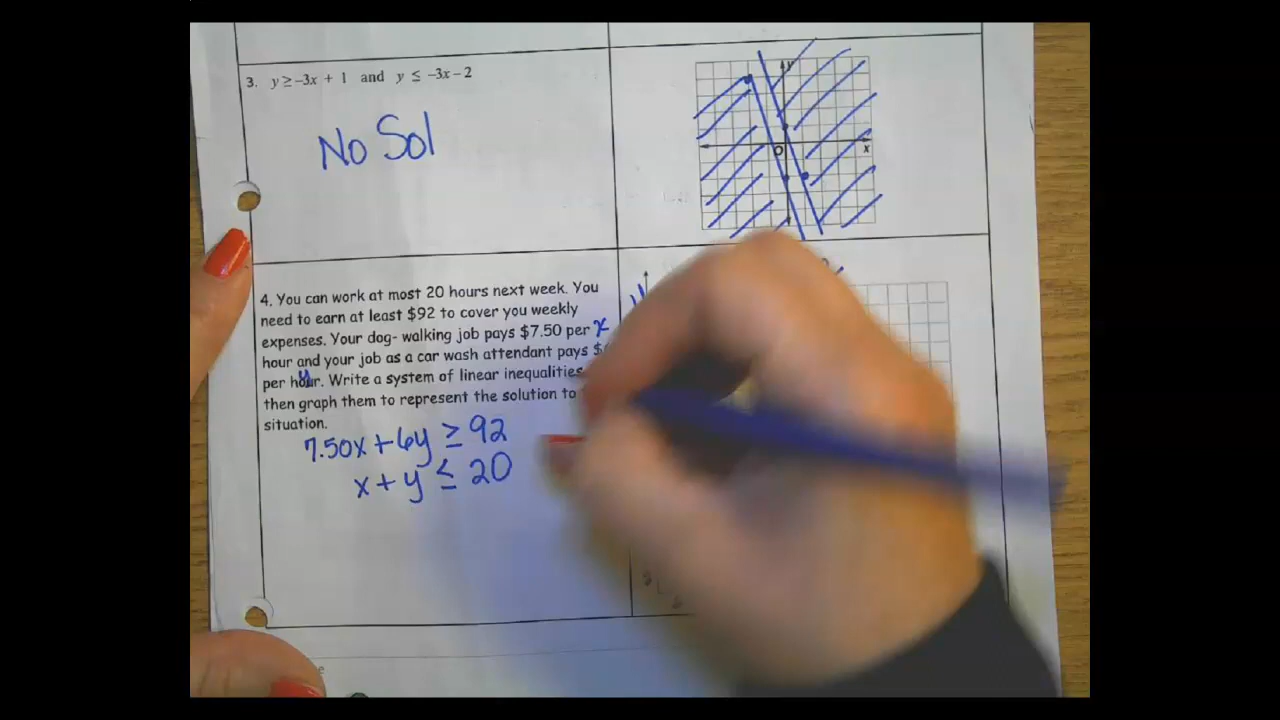 3. y ≥ –3x + 1 and y ≤ –3x – 2
No Sol
y
O
x
4. You can work at most 20 hours next week. You
need to earn at least $92 to cover you weekly
expenses. Your dog- walking job pays $7.50 per x
hour and your job as a car wash attendant pays $
per hour. Write a system of linear inequalities
y
then graph them to represent the solution to
situation.
7.50x + 6y ≥ 92
x + y ≤ 20